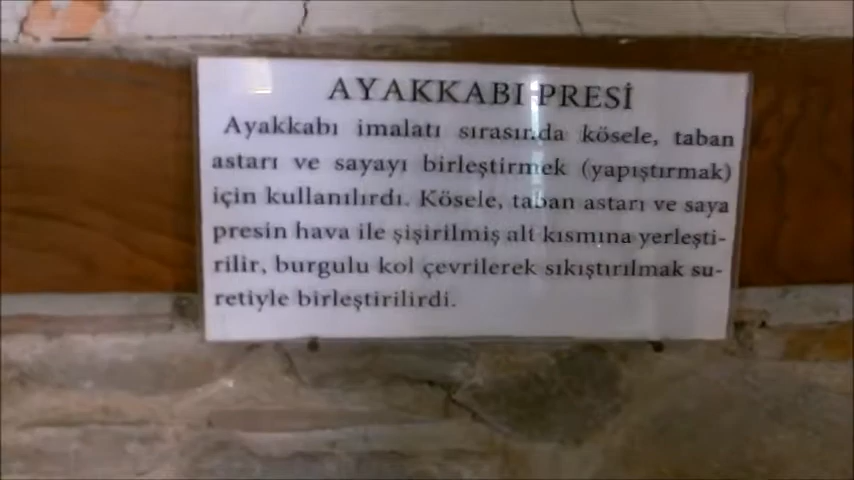 AYAKKABI PRESİ
Ayakkabı imalatı sırasında kösele, taban
astarı ve sayayı birleştirmek (yapıştırmak)
için kullanılırdı. Kösele, taban astarı ve saya
presin hava ile şişirilmiş alt kısmına yerleşti-
rilir, burgulu kol çevrilerek sıkıştırılmak su-
retiyle birleştirilirdi.